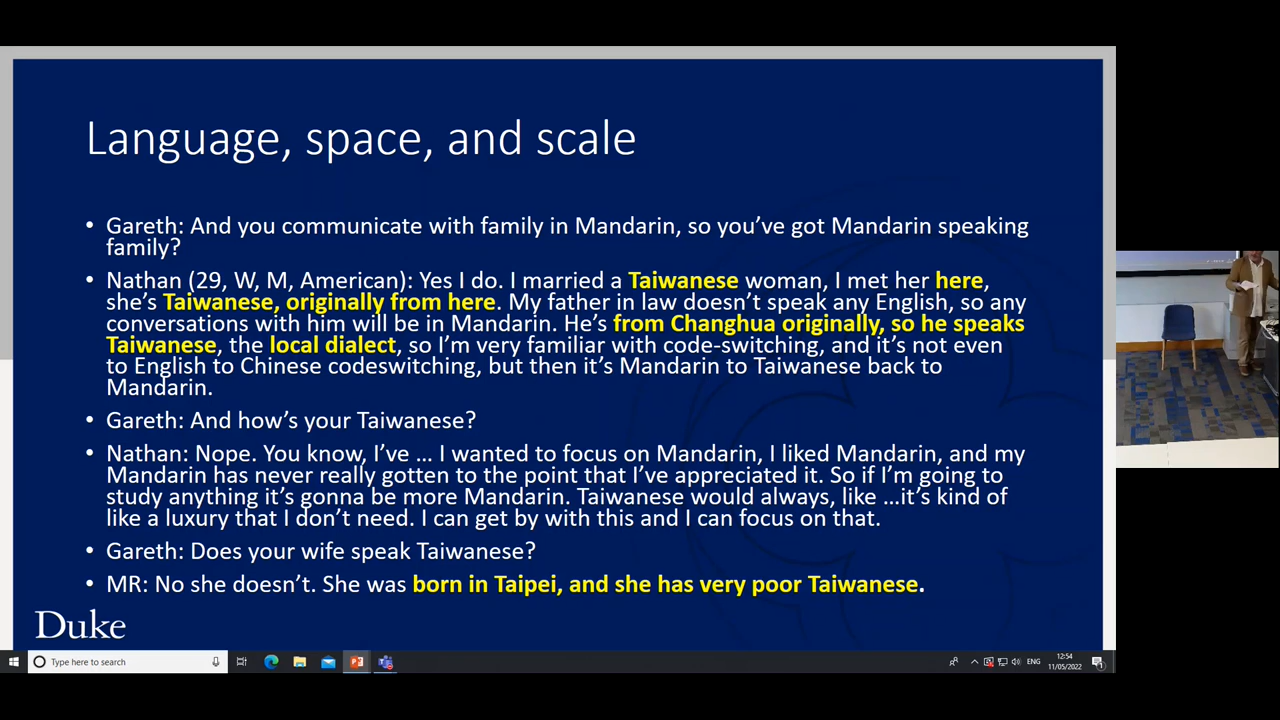 Language, space, and scale
• Gareth: And you communicate with family in Mandarin, so you've got Mandarin speaking
family?
• Nathan (29, W, M, American): Yes I do. I married a Taiwanese woman, I met her here,
she's Taiwanese, originally from here. My father in law doesn't speak any English, so any
conversations with him will be in Mandarin. He's from Changhua originally, so he speaks
Taiwanese, the local dialect, so I'm very familiar with code-switching, and it's not even
to English to Chinese codeswitching, but then it's Mandarin to Taiwanese back to
Mandarin.
• Gareth: And how's your Taiwanese?
• Nathan: Nope. You know, I've … I wanted to focus on Mandarin, I liked Mandarin, and my
Mandarin has never really gotten to the point that I've appreciated it. So if I'm going to
study anything it's gonna be more Mandarin. Taiwanese would always, like …it's kind of
like a luxury that I don't need. I can get by with this and I can focus on that.
• Gareth: Does your wife speak Taiwanese?
• MR: No she doesn't. She was born in Taipei, and she has very poor Taiwanese.
Duke
Type here to search
ENG
12:54
11/05/2022